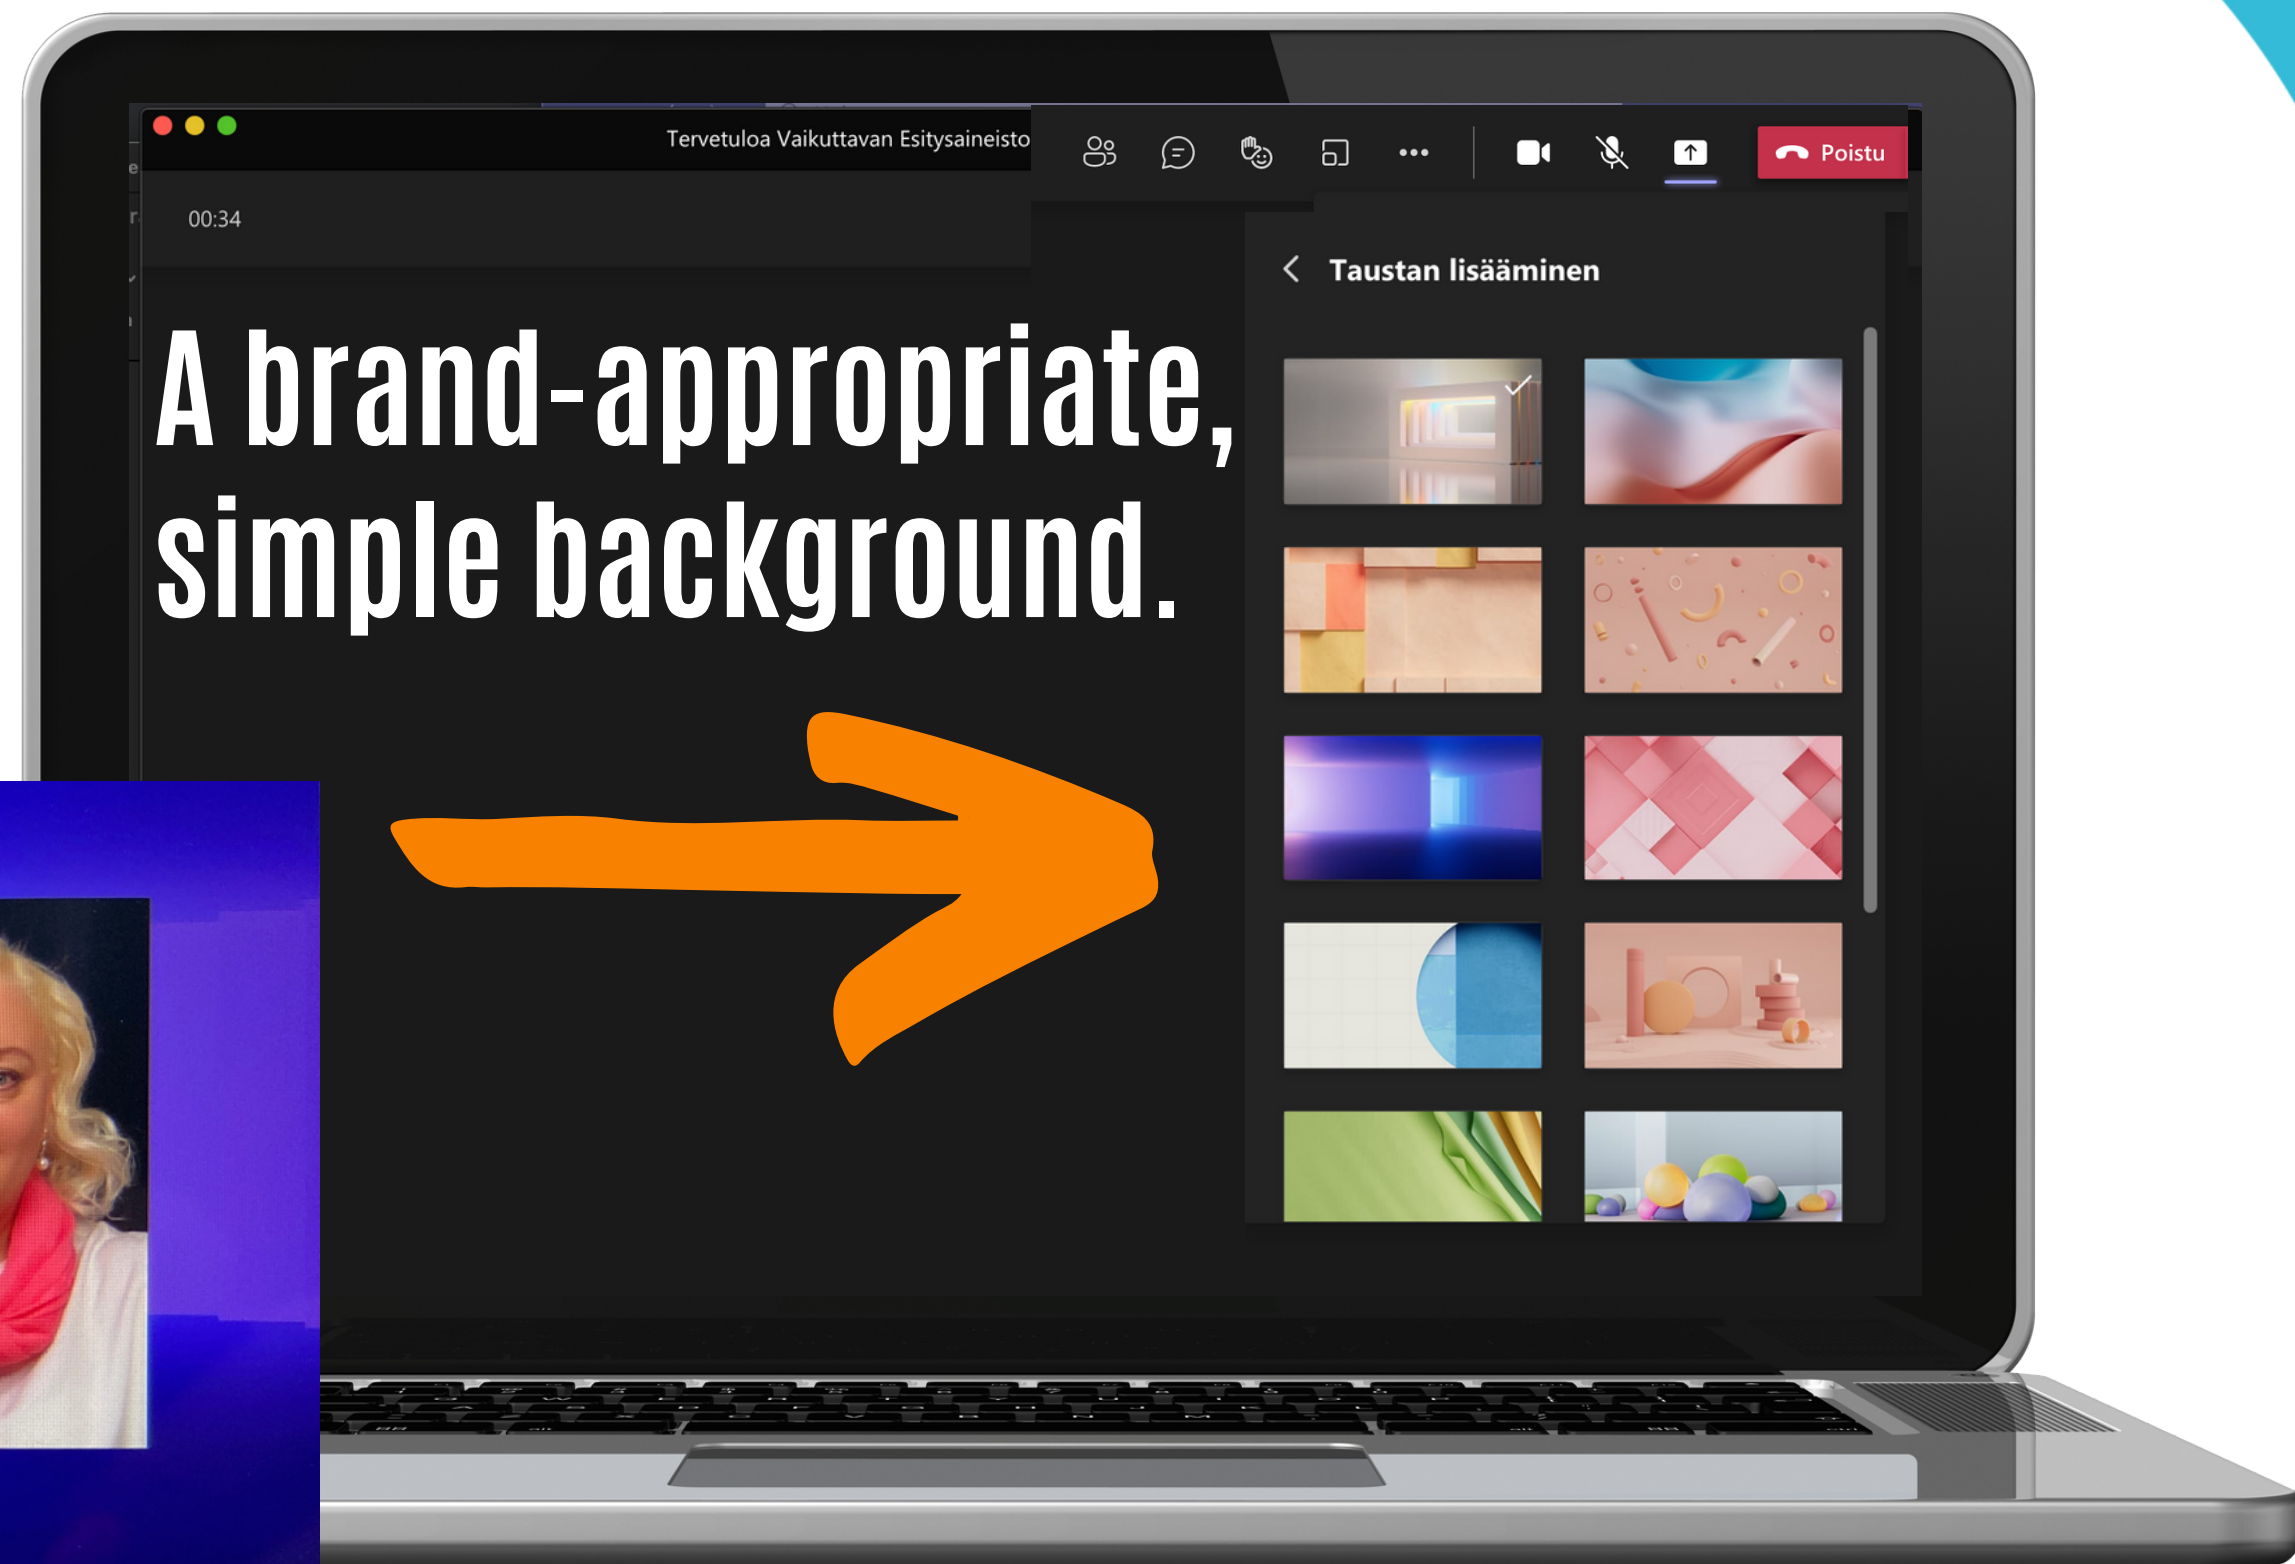 Tervetuloa Vaikuttavan Esitysaineisto
Poistu
00:34
Taustan lisääminen
A brand-appropriate,
simple background.